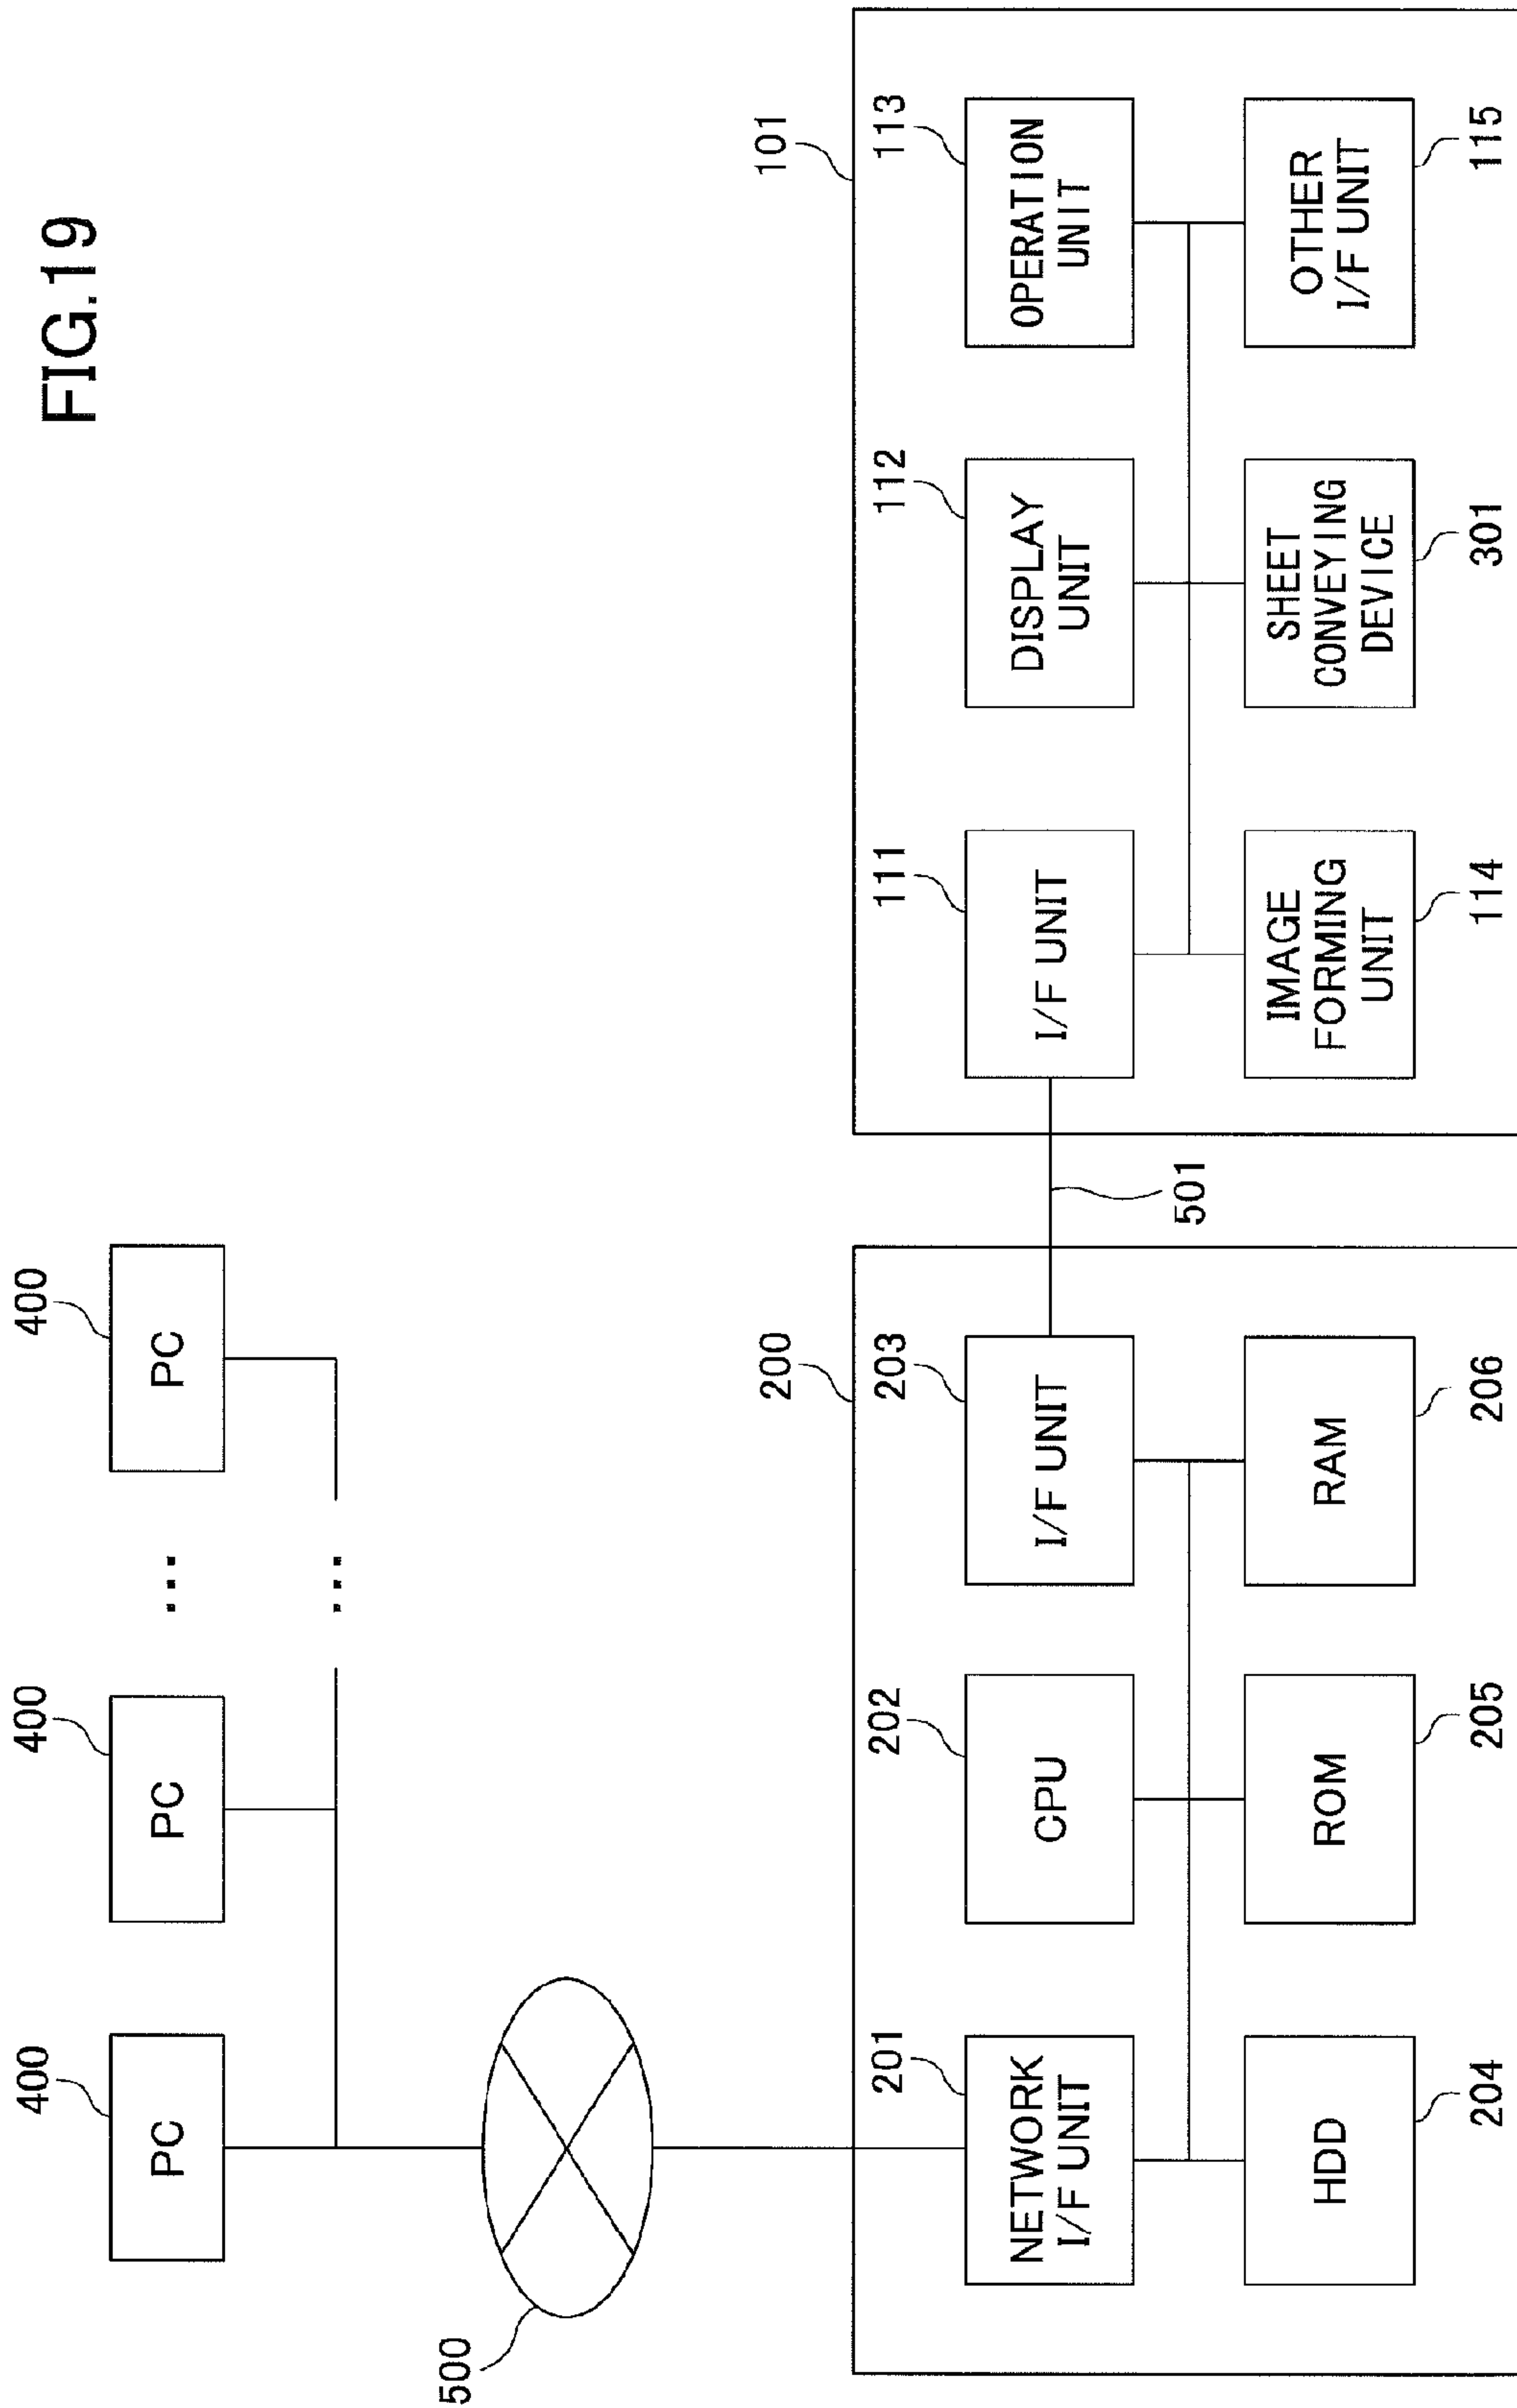 FIG.19
400
400
400
PC
PC
...
PC
...
500
200
101
201
202
203
111
112
113
NETWORK
I/F UNIT
CPU
I/F UNIT
501
I/F UNIT
DISPLAY
UNIT
OPERATION
UNIT
HDD
ROM
RAM
IMAGE
FORMING
UNIT
SHEET
CONVEYING
DEVICE
OTHER
I/F UNIT
204
205
206
114
301
115